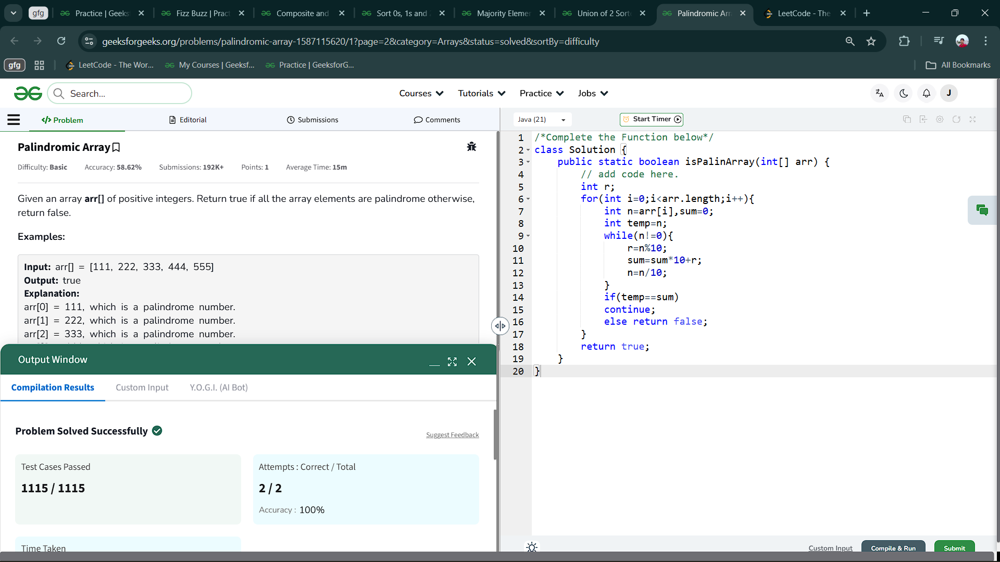 gfg
Practice | Geeks
Fizz Buzz | Pract
Composite and
Sort 0s, 1s and
Majority Elemen
Union of 2 Sort
Palindromic Arr
LeetCode - The
geeksforgeeks.org/problems/palindromic-array-1587115620/1?page=2&category=Arrays&status=solved&sortBy=difficulty
gfg
LeetCode - The Wor...
My Courses | Geeksf...
Practice | GeeksforG...
All Bookmarks
Search...
Courses
Tutorials
Practice
Jobs
J
</> Problem
Editorial
Submissions
Comments
Java (21)
Start Timer
Palindromic Array
Difficulty: Basic
Accuracy: 58.62%
Submissions: 192K+
Points: 1
Average Time: 15m
Given an array arr[] of positive integers. Return true if all the array elements are palindrome otherwise,
return false.
Examples:
Input: arr[] = [111, 222, 333, 444, 555]
Output: true
Explanation:
arr[0] = 111, which is a palindrome number.
arr[1] = 222, which is a palindrome number.
arr[2] = 333, which is a palindrome number.
Output Window
Compilation Results
Custom Input
Y.O.G.I. (AI Bot)
Problem Solved Successfully
Suggest Feedback
Test Cases Passed
1115 / 1115
Attempts : Correct / Total
2 / 2
Accuracy : 100%
Time Taken
1 /*Complete the Function below*/
2 class Solution {
3 public static boolean isPalinArray(int[] arr) {
4 // add code here.
5 int r;
6 for(int i=0;i<arr.length;i++){
7 int n=arr[i],sum=0;
8 int temp=n;
9 while(n!=0){
10 r=n%10;
11 sum=sum*10+r;
12 n=n/10;
13 }
14 if(temp==sum)
15 continue;
16 else return false;
17 }
18 return true;
19 }
20 }
Custom Input
Compile & Run
Submit